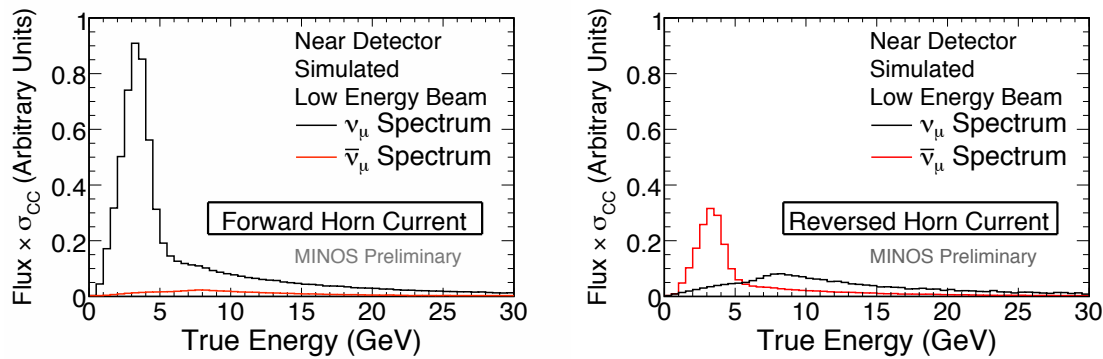 Flux × σCC (Arbitrary Units)
1
0.8
0.6
0.4
0.2
0
Near Detector
Simulated
Low Energy Beam
νμ Spectrum
ν̅μ Spectrum
Forward Horn Current
MINOS Preliminary
0 5 10 15 20 25 30
True Energy (GeV)
Flux × σCC (Arbitrary Units)
1
0.8
0.6
0.4
0.2
0
Near Detector
Simulated
Low Energy Beam
νμ Spectrum
ν̅μ Spectrum
Reversed Horn Current
MINOS Preliminary
0 5 10 15 20 25 30
True Energy (GeV)